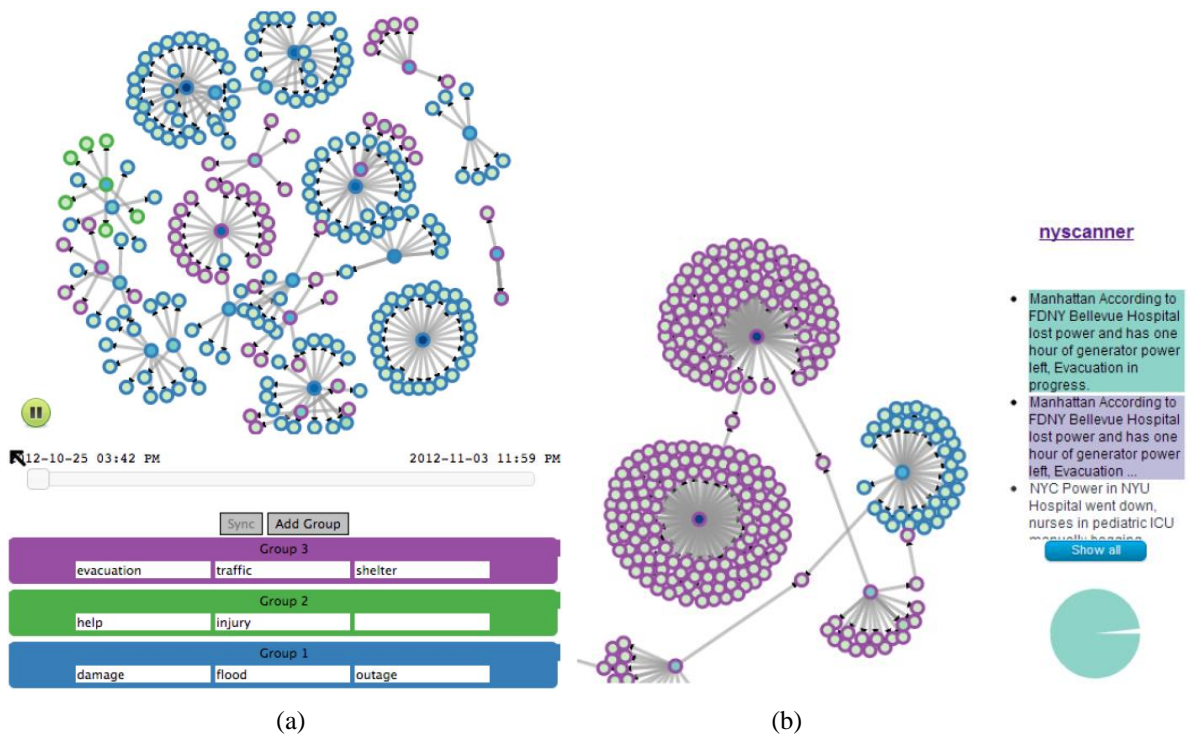 12-10-25 03:42 PM
2012-11-03 11:59 PM
Sync
Add Group
Group 3
evacuation
traffic
shelter
Group 2
help
injury
Group 1
damage
flood
outage
(a)
nyscanner
Manhattan According to
FDNY Bellevue Hospital
lost power and has one
hour of generator power
left, Evacuation in
progress.
Manhattan According to
FDNY Bellevue Hospital
lost power and has one
hour of generator power
left, Evacuation ...
NYC Power in NYU
Hospital went down,
nurses in pediatric ICU
Show all
(b)